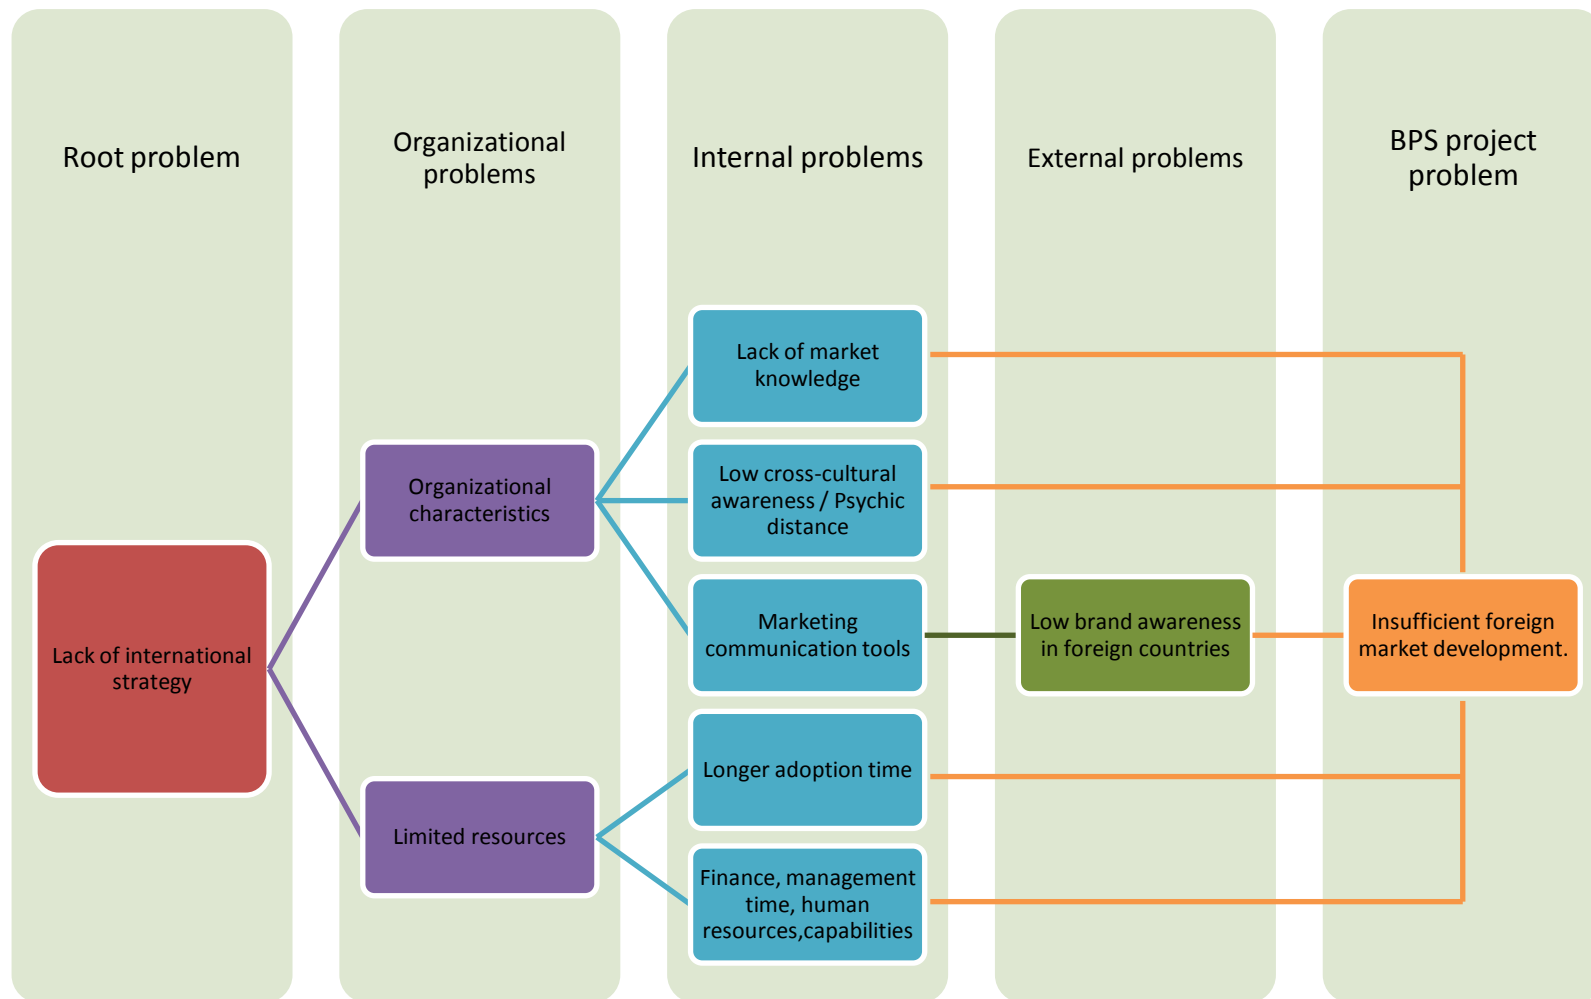 Root problem
Organizational
problems
Internal problems
External problems
BPS project
problem
Lack of international
strategy
Organizational
characteristics
Limited resources
Lack of market
knowledge
Low cross-cultural
awareness / Psychic
distance
Marketing
communication tools
Longer adoption time
Finance, management
time, human
resources,capabilities
Low brand awareness
in foreign countries
Insufficient foreign
market development.